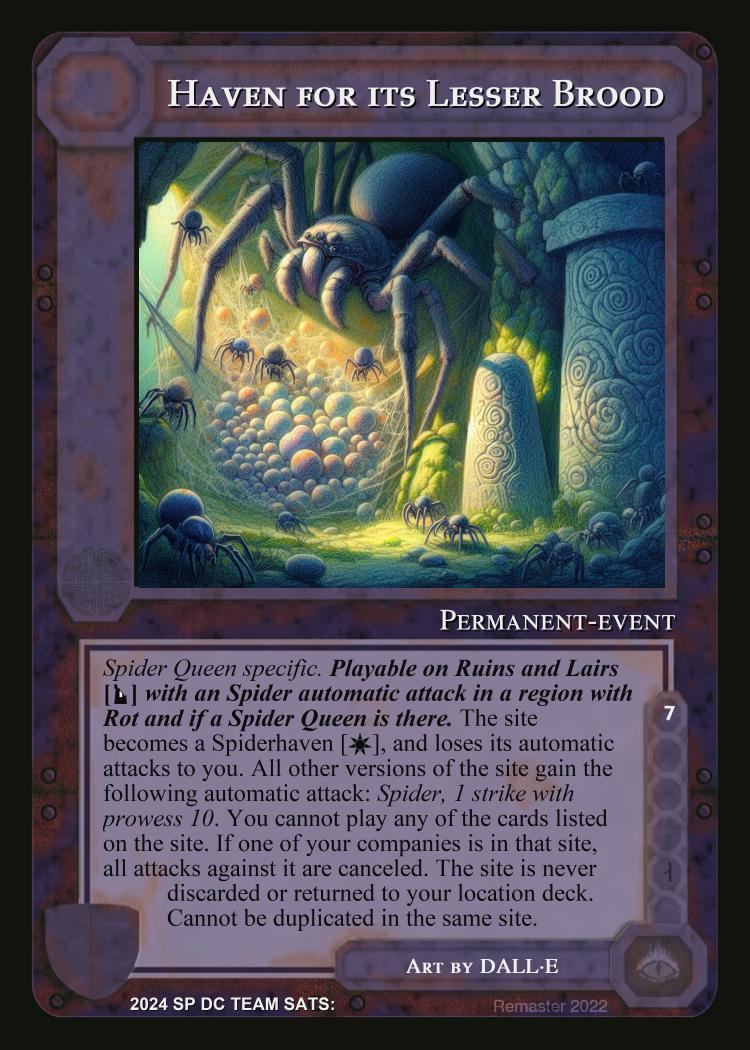 Haven for its Lesser Brood
Permanent-event
Spider Queen specific. Playable on Ruins and Lairs
[] with an Spider automatic attack in a region with
Rot and if a Spider Queen is there. The site
becomes a Spiderhaven [], and loses its automatic
attacks to you. All other versions of the site gain the
following automatic attack: Spider, 1 strike with
prowess 10. You cannot play any of the cards listed
on the site. If one of your companies is in that site,
all attacks against it are canceled. The site is never
discarded or returned to your location deck.
Cannot be duplicated in the same site.
7
Art by DALL·E
2024 SP DC TEAM SATS:
Remaster 2022